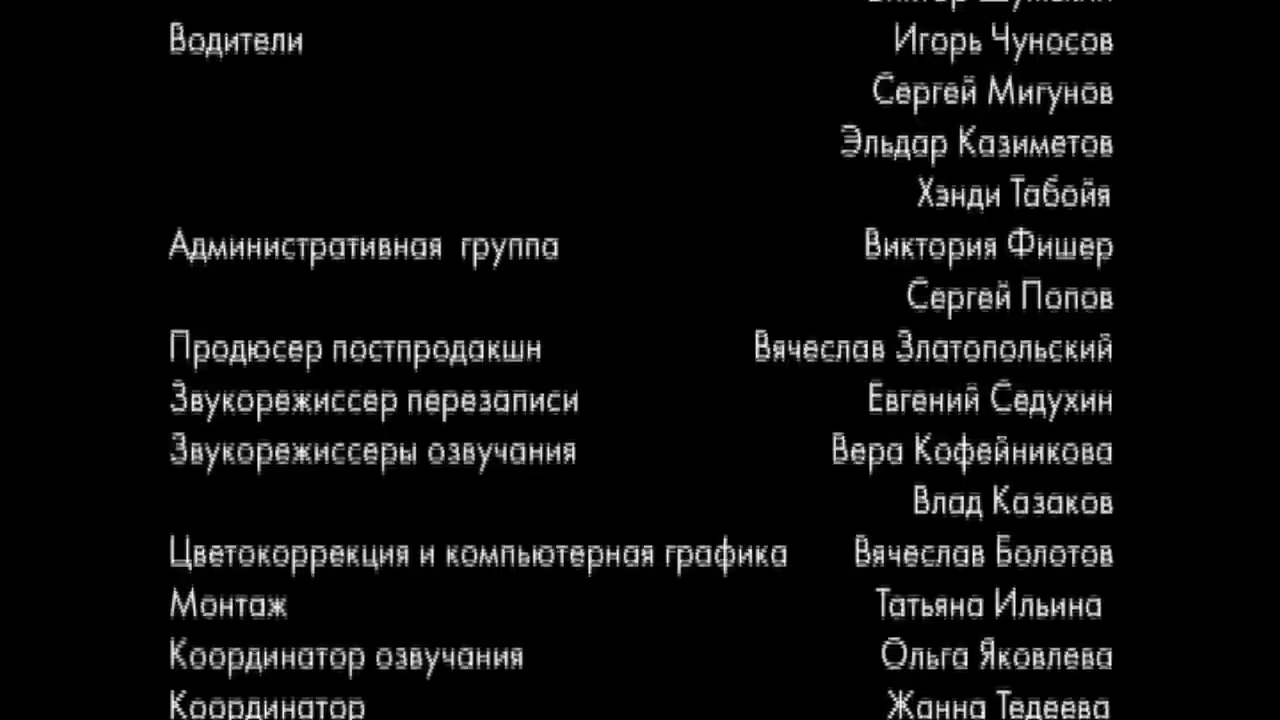 Водители Игорь Чуносов
Сергей Мигунов
Эльдар Казиметов
Хэнди Табойя
Административная группа Виктория Фишер
Сергей Попов
Продюсер постпродакшн Вячеслав Златопольский
Звукорежиссер перезаписи Евгений Седухин
Звукорежиссеры озвучания Вера Кофейникова
Влад Казаков
Цветокоррекция и компьютерная графика Вячеслав Болотов
Монтаж Татьяна Ильина
Координатор озвучания Ольга Яковлева
Координатор Жанна Тедеева